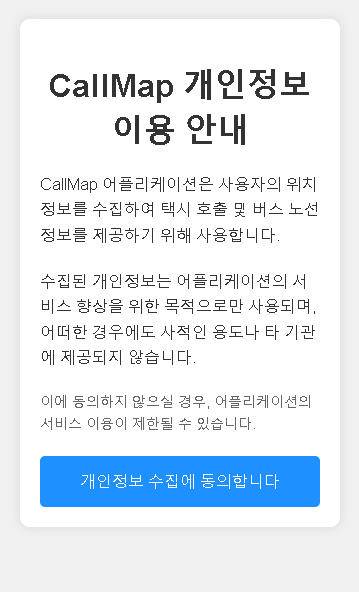 CallMap 개인정보
이용 안내
CallMap 어플리케이션은 사용자의 위치
정보를 수집하여 택시 호출 및 버스 노선
정보를 제공하기 위해 사용합니다.
수집된 개인정보는 어플리케이션의 서
비스 향상을 위한 목적으로만 사용되며,
어떠한 경우에도 사적인 용도나 타 기관
에 제공되지 않습니다.
이에 동의하지 않으실 경우, 어플리케이션의
서비스 이용이 제한될 수 있습니다.
개인정보 수집에 동의합니다